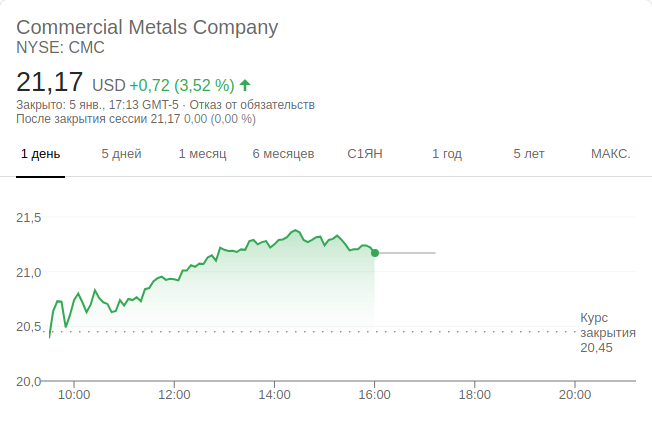 Commercial Metals Company
NYSE: CMC
21,17 USD +0,72 (3,52 %)
Закрыто: 5 янв., 17:13 GMT-5 · Отказ от обязательств
После закрытия сессии 21,17 0,00 (0,00 %)
1 день 5 дней 1 месяц 6 месяцев С1ЯН 1 год 5 лет МАКС.
21,5
21,0
20,5
Курс
закрытия
20,45
20,0
10:00 12:00 14:00 16:00 18:00 20:00